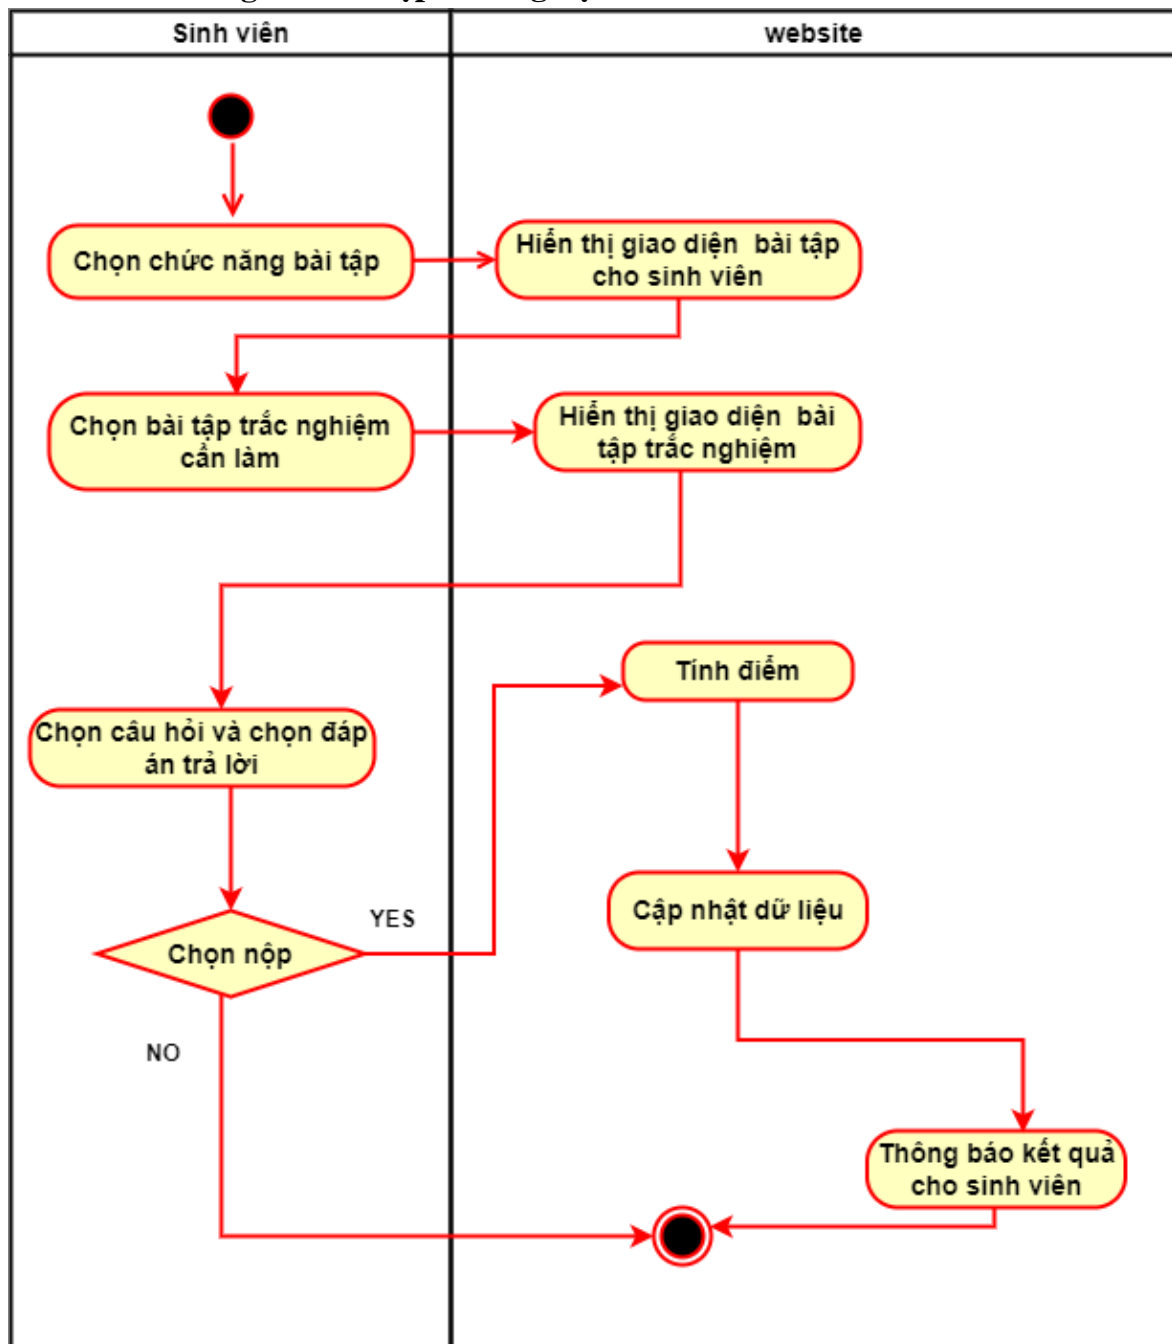 Sinh viên
website
Chọn chức năng bài tập
Hiển thị giao diện bài tập
cho sinh viên
Chọn bài tập trắc nghiệm
cần làm
Hiển thị giao diện bài
tập trắc nghiệm
Tính điểm
Chọn câu hỏi và chọn đáp
án trả lời
YES
Cập nhật dữ liệu
Chọn nộp
NO
Thông báo kết quả
cho sinh viên